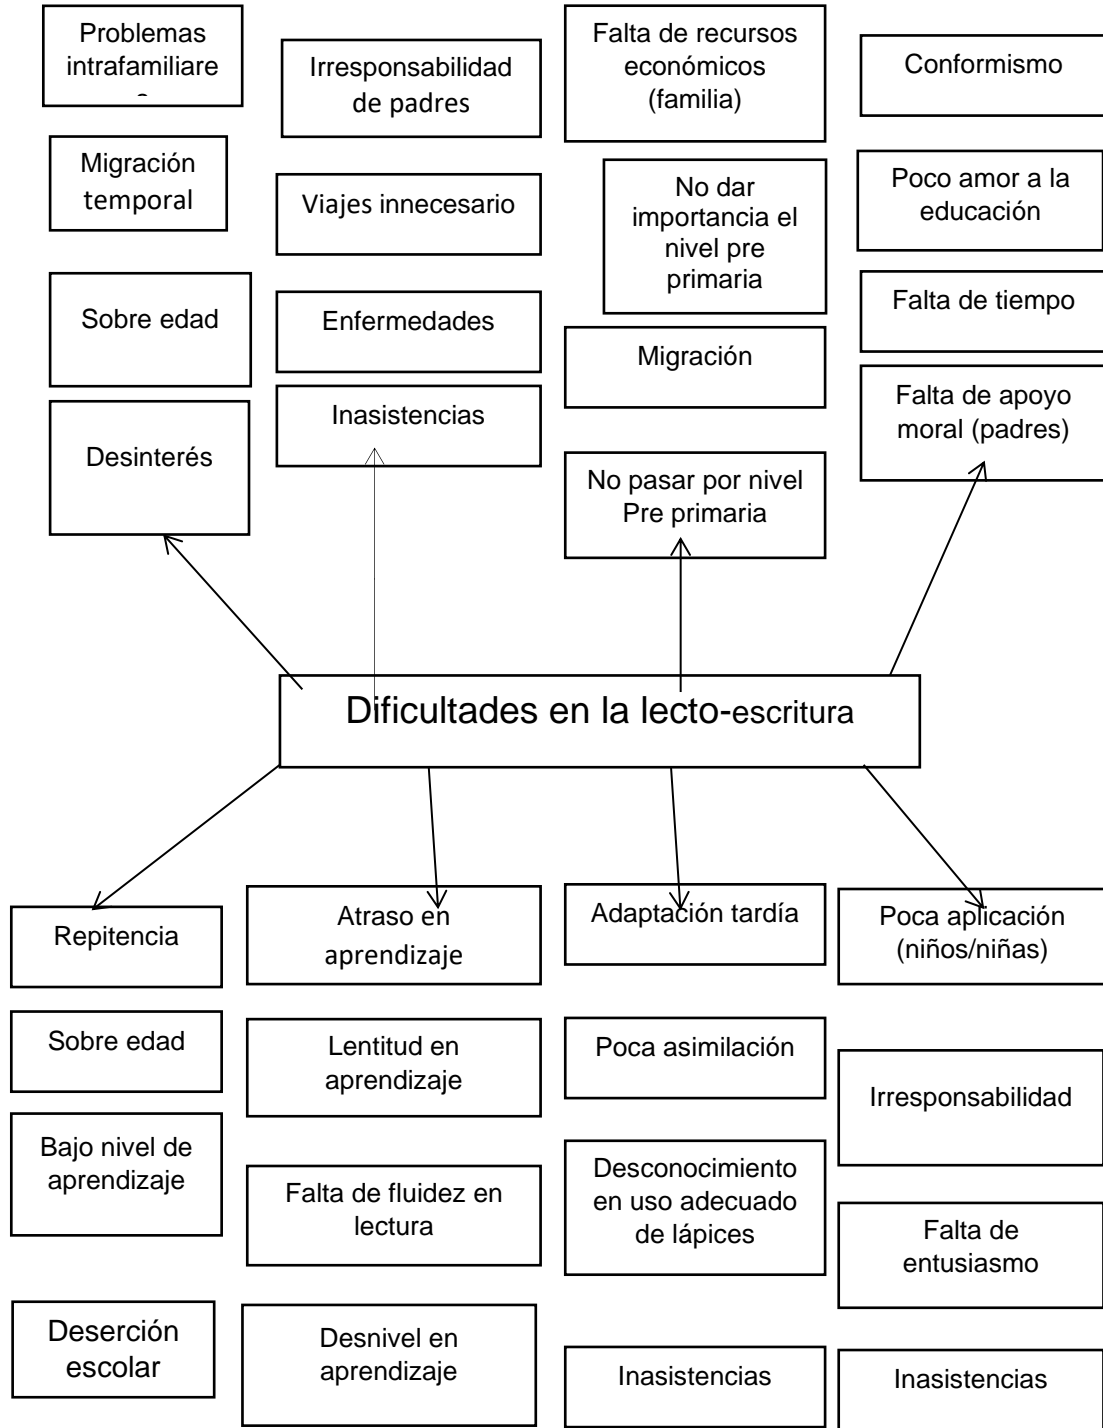 Problemas
intrafamiliare
Irresponsabilidad
de padres
Falta de recursos
económicos
(familia)
Conformismo
Migración
temporal
Viajes innecesario
No dar
importancia el
nivel pre
primaria
Poco amor a la
educación
Sobre edad
Enfermedades
Migración
Falta de tiempo
Desinterés
Inasistencias
No pasar por nivel
Pre primaria
Falta de apoyo
moral (padres)
Dificultades en la lecto-escritura
Repitencia
Atraso en
aprendizaje
Adaptación tardía
Poca aplicación
(niños/niñas)
Sobre edad
Lentitud en
aprendizaje
Poca asimilación
Irresponsabilidad
Bajo nivel de
aprendizaje
Falta de fluidez en
lectura
Desconocimiento
en uso adecuado
de lápices
Falta de
entusiasmo
Deserción
escolar
Desnivel en
aprendizaje
Inasistencias
Inasistencias